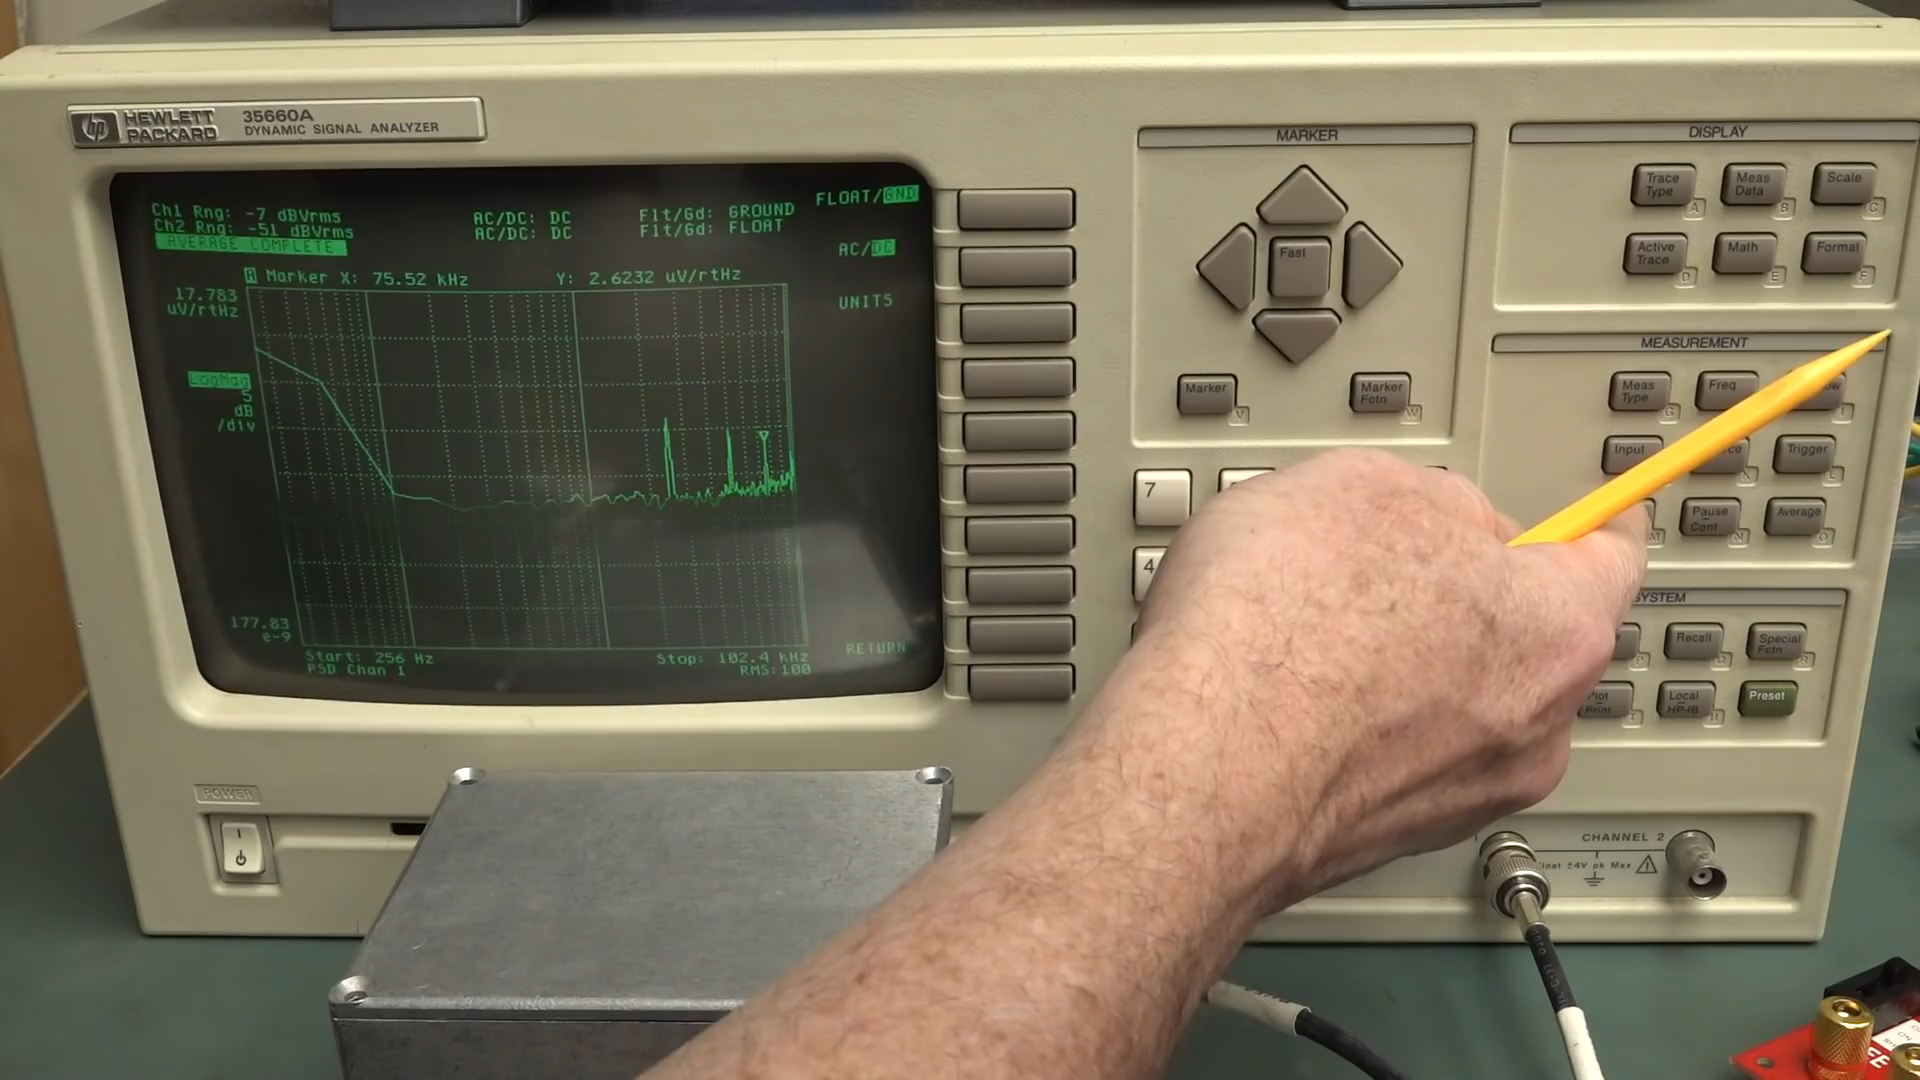 HEWLETT
PACKARD
35660A
DYNAMIC SIGNAL ANALYZER
hp
Ch1 Rng: -7 dBVrms
AC/DC: DC
Flt/Gd: GROUND
Ch2 Rng: -51 dBVrms
AC/DC: DC
Flt/Gd: FLOAT
AVERAGE COMPLETE
A Marker X: 75.52 kHz
Y: 2.6232 uV/rtHz
17.783
uV/rtHz
LogMag
5
dB
/div
177.83
e-9
Start: 256 Hz
Stop: 102.4 kHz
PSD Chan 1
RMS:100
FLOAT/GND
AC/DC
UNITS
RETURN
MARKER
Fast
Marker
V
Marker
Fctn
W
7
4
DISPLAY
Trace
Type
A
Meas
Data
B
Scale
C
Active
Trace
D
Math
E
Format
F
MEASUREMENT
Meas
Type
G
Freq
I
Input
K
Trigger
L
M
Pause
Cont
N
Average
O
SYSTEM
P
Recall
Q
Special
Fctn
R
Plot
Print
T
Local
HP-IB
U
Preset
POWER
CHANNEL 2
Float ±4V pk Max